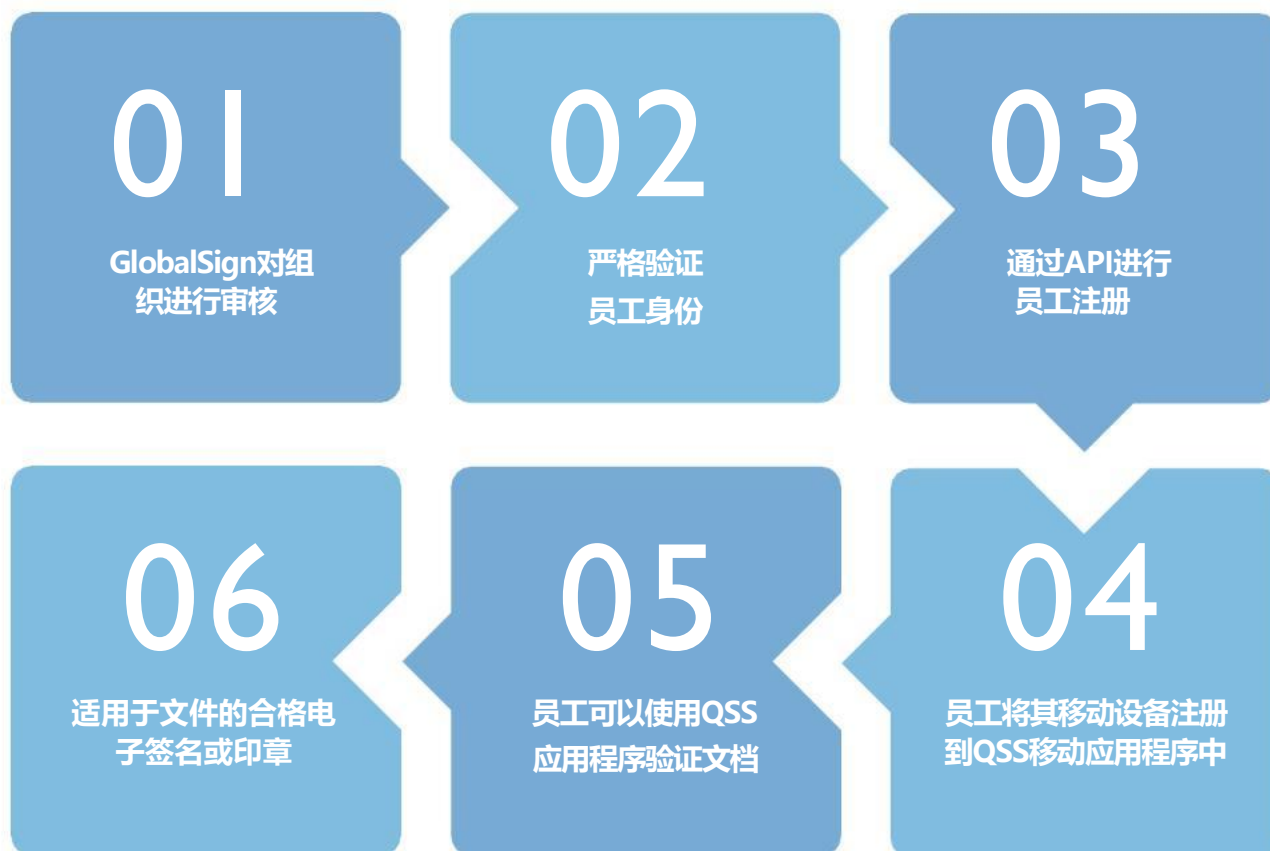 01
GlobalSign对组
织进行审核
02
严格验证
员工身份
03
通过API进行
员工注册
04
员工将其移动设备注册
到QSS移动应用程序中
05
员工可以使用QSS
应用程序验证文档
06
适用于文件的合格电
子签名或印章